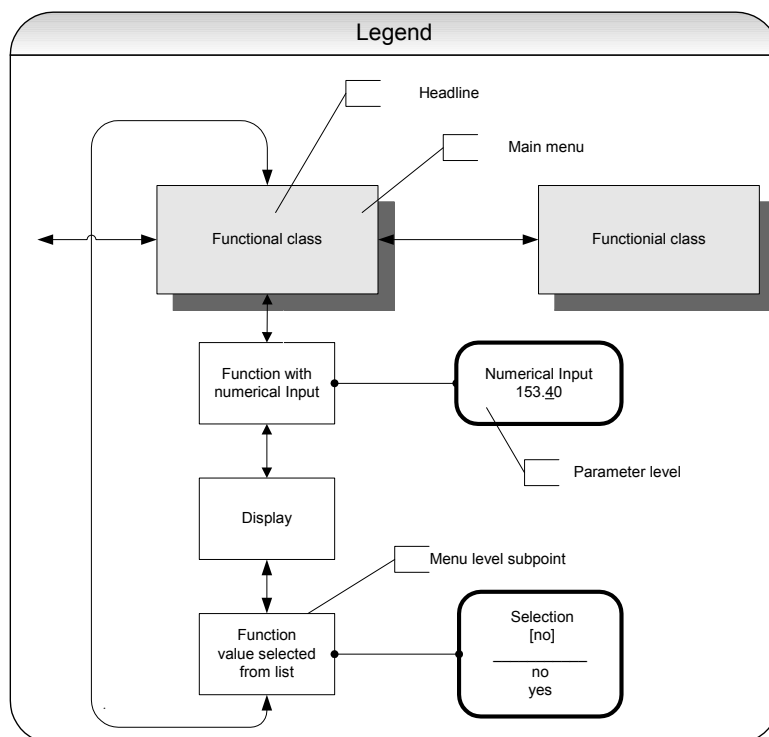 Legend
Headline
Main menu
Functional class
Functionial class
Function with
numerical Input
Numerical Input
153.40
Parameter level
Display
Menu level subpoint
Function
value selected
from list
Selection
[no]
no
yes